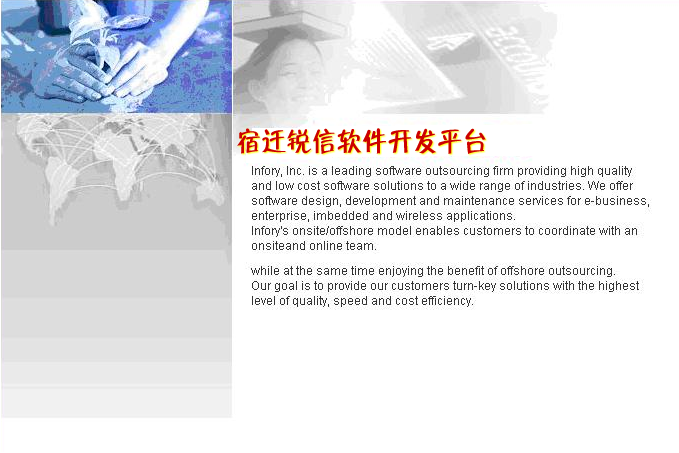 宿迁锐信软件开发平台
Infory, Inc. is a leading software outsourcing firm providing high quality
and low cost software solutions to a wide range of industries. We offer
software design, development and maintenance services for e-business,
enterprise, imbedded and wireless applications.
Infory's onsite/offshore model enables customers to coordinate with an
onsiteand online team.
while at the same time enjoying the benefit of offshore outsourcing.
Our goal is to provide our customers turn-key solutions with the highest
level of quality, speed and cost efficiency.